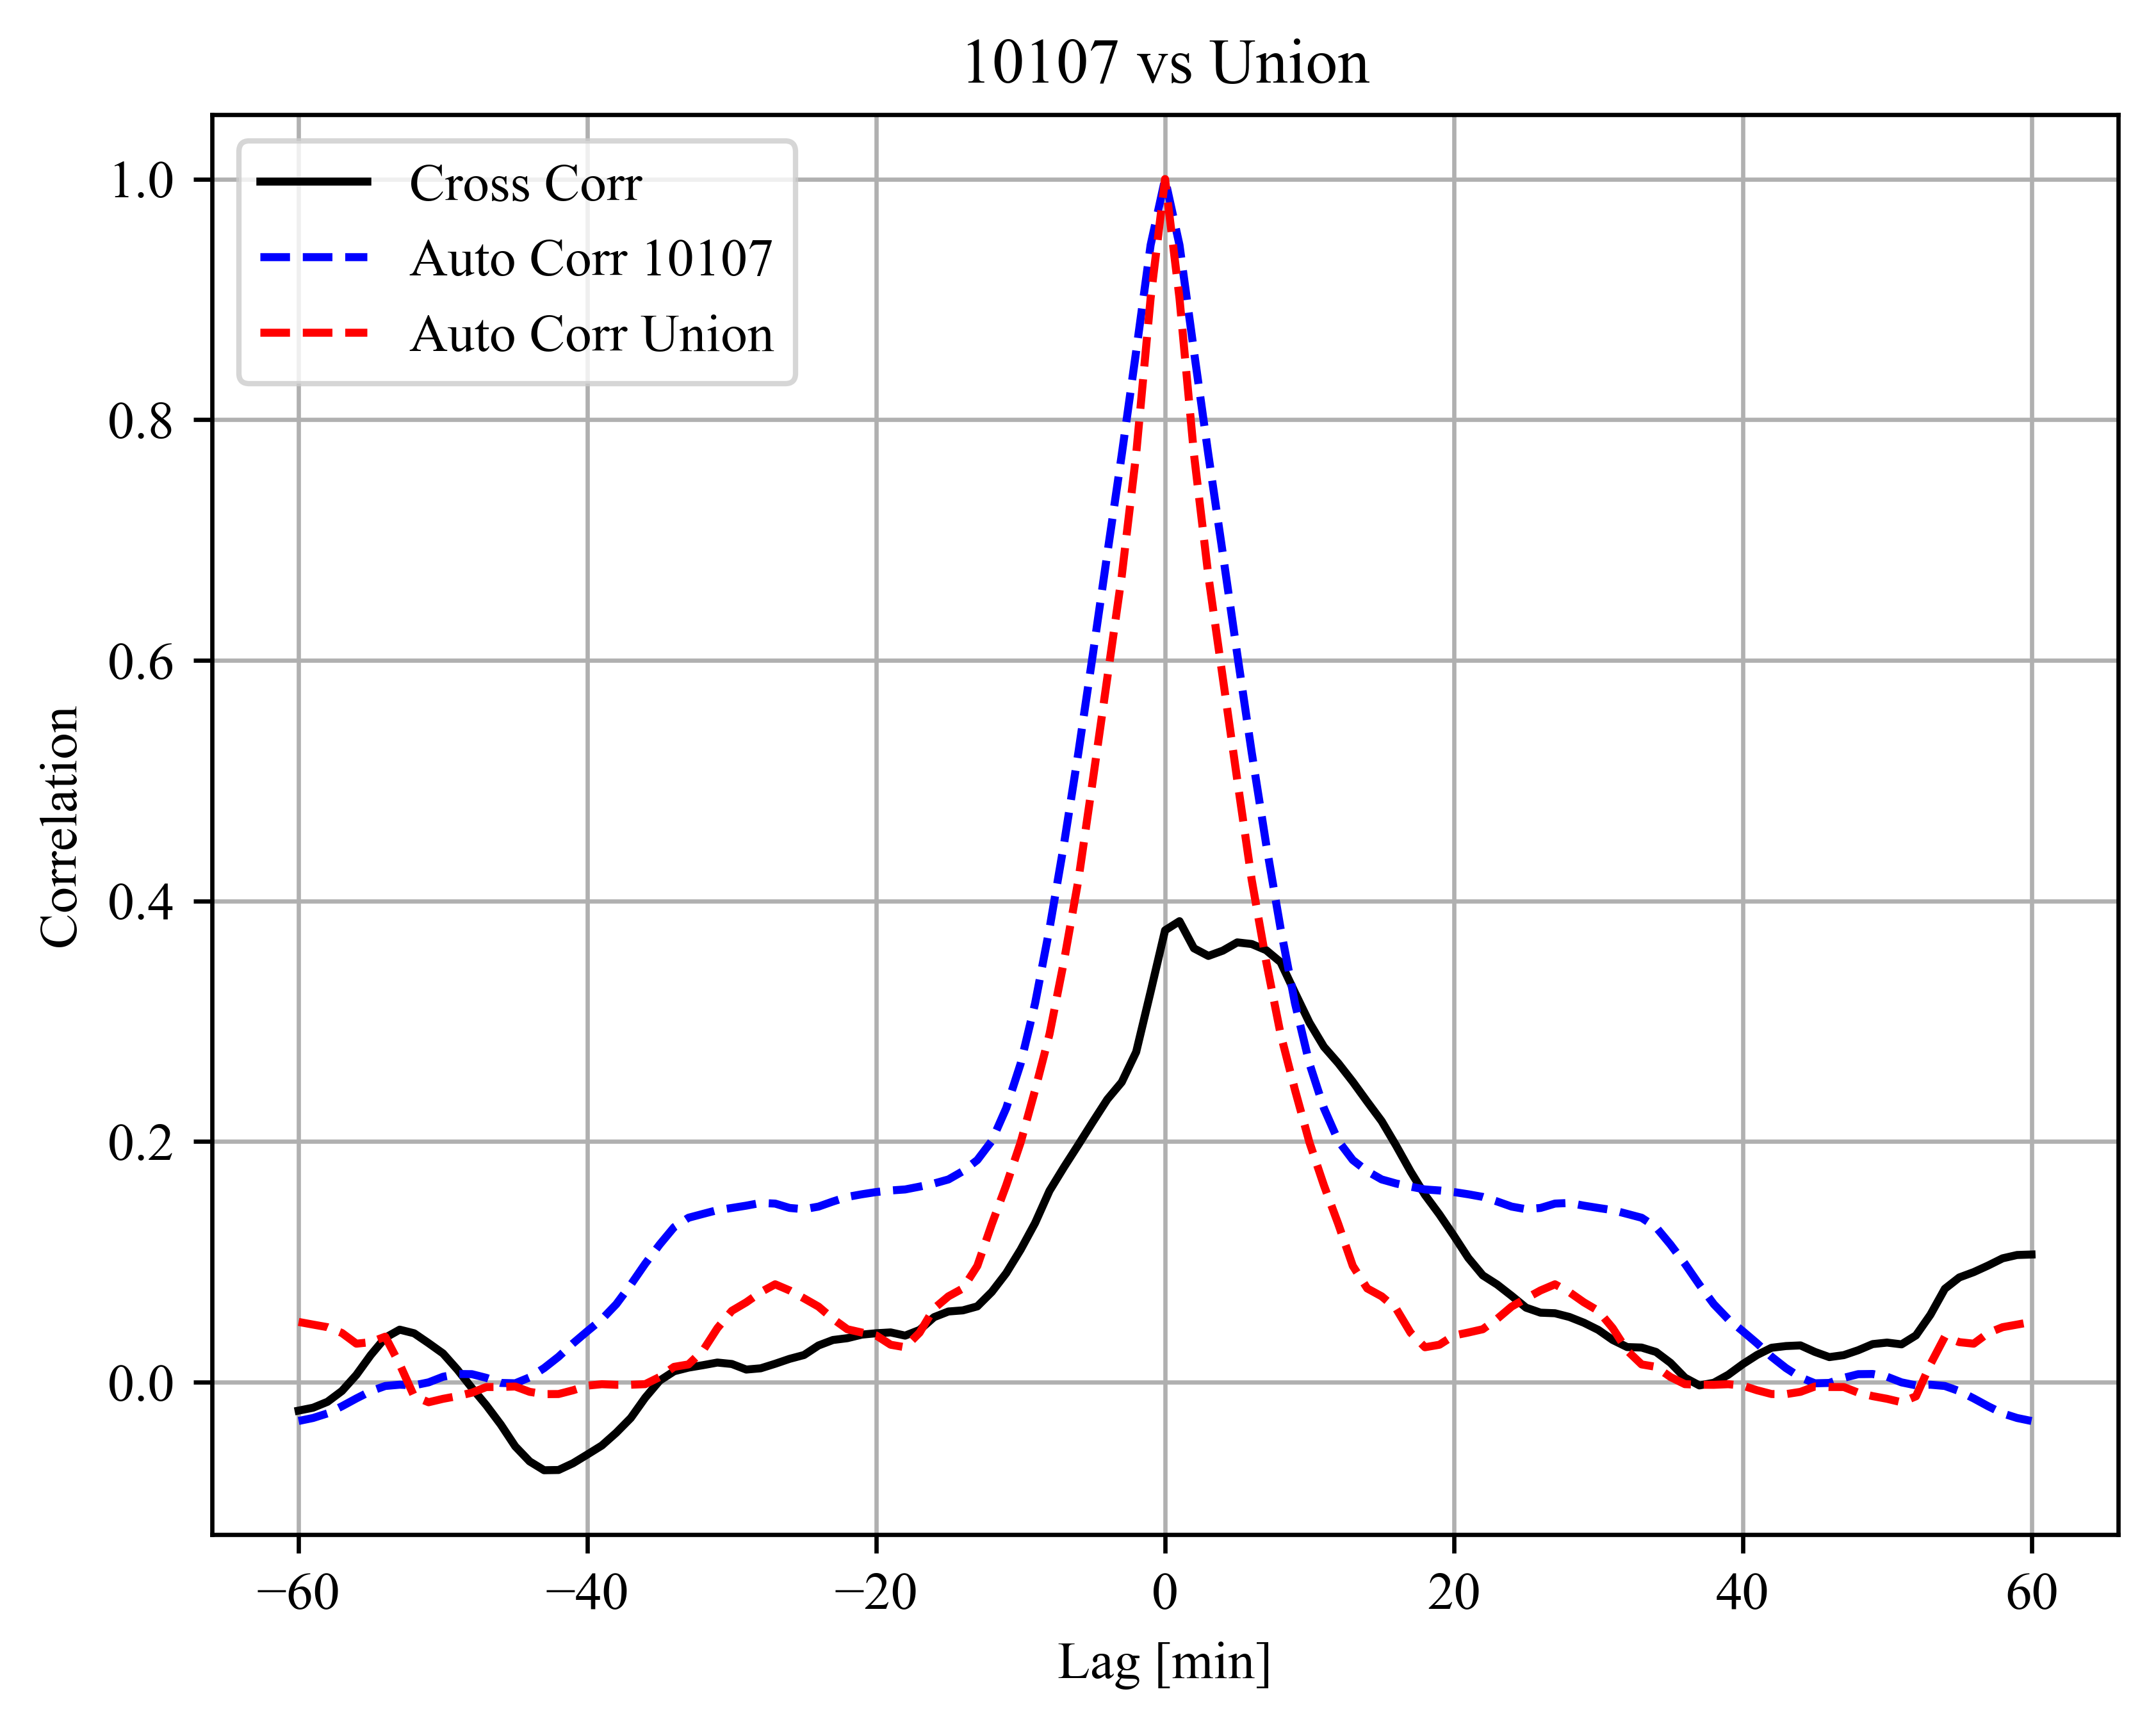 10107 vs Union
Cross Corr
Auto Corr 10107
Auto Corr Union
1.0
0.8
0.6
0.4
0.2
0.0
Correlation
−60 −40 −20 0 20 40 60
Lag [min]